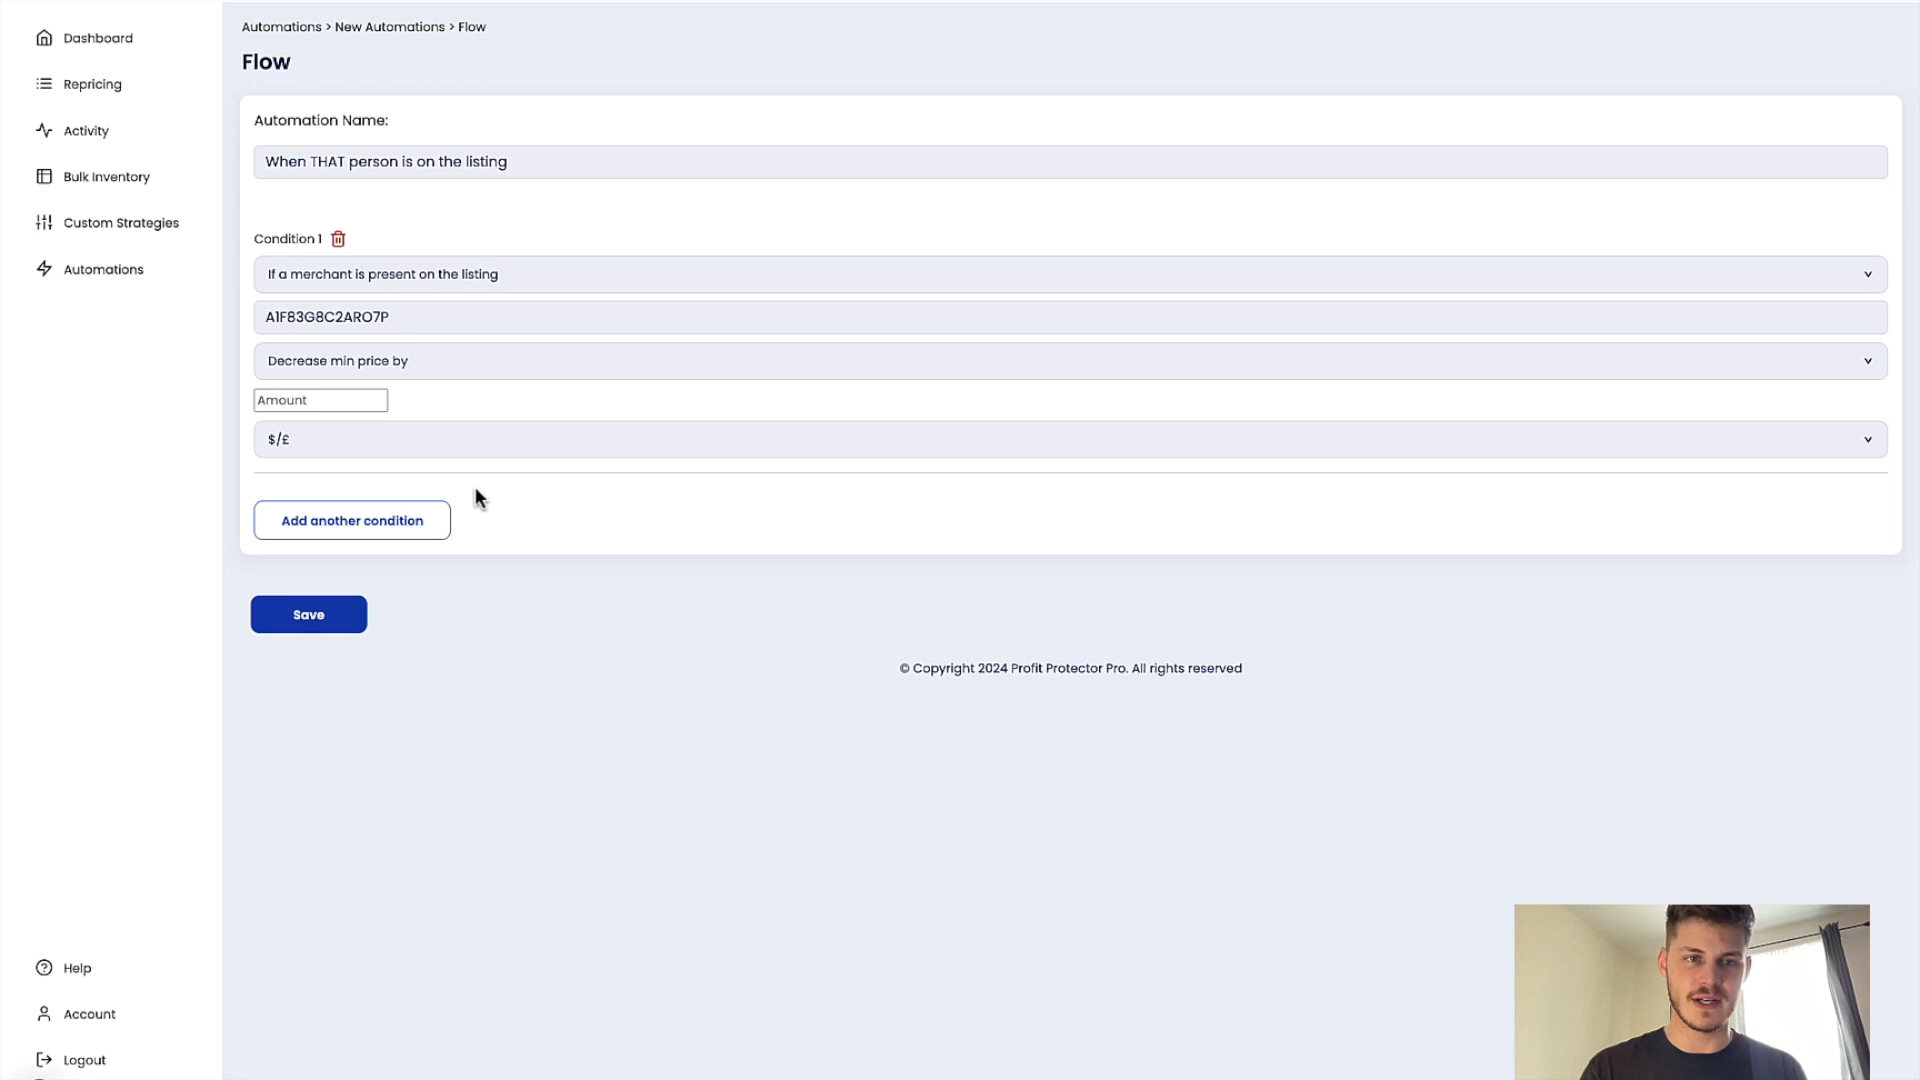 Dashboard
Repricing
Activity
Bulk Inventory
Custom Strategies
Automations
Help
Account
Logout
Automations > New Automations > Flow
Flow
Automation Name:
When THAT person is on the listing
Condition 1
If a merchant is present on the listing
A1F83G8C2ARO7P
Decrease min price by
Amount
$/£
Add another condition
Save
© Copyright 2024 Profit Protector Pro. All rights reserved